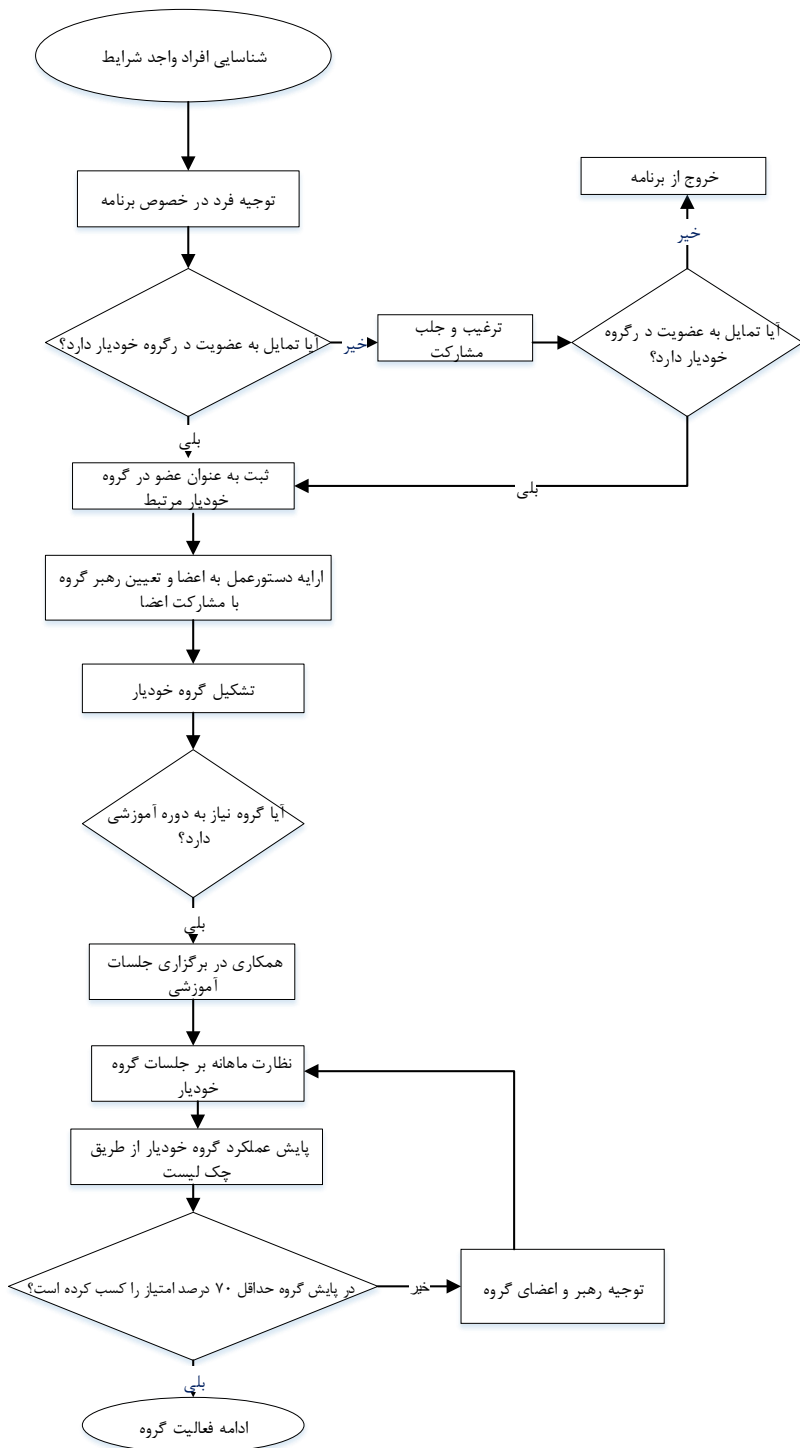 شناسایی افراد واجد شرایط
توجیه فرد در خصوص برنامه
خروج از برنامه
خیر
آیا تمایل به عضویت د رگروه خودیار دارد؟
خیر
ترغیب و جلب
مشارکت
آیا تمایل به عضویت د رگروه
خودیار دارد؟
بلی
بلی
ثبت به عنوان عضو در گروه
خودیار مرتبط
ارایه دستورعمل به اعضا و تعیین رهبر گروه
با مشارکت اعضا
تشکیل گروه خودیار
آیا گروه نیاز به دوره آموزشی
دارد؟
بلی
همکاری در برگزاری جلسات
آموزشی
نظارت ماهانه بر جلسات گروه
خودیار
پایش عملکرد گروه خودیار از طریق
چک لیست
در پایش گروه حداقل ۷۰ درصد امتیاز را کسب کرده است؟
خیر
توجیه رهبر و اعضای گروه
بلی
ادامه فعالیت گروه